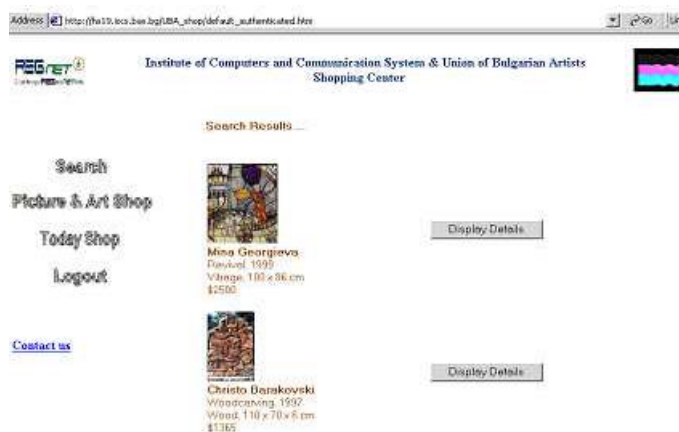 Address http://ha19.iccs.bas.bg/UBA_shop/default_authenticated.htm
Go
REGnet
Institute of Computers and Communication System & Union of Bulgarian Artists
Shopping Center
Search Results ...
Search
Picture & Art Shop
Today Shop
Logout
Contact us
Mina Georgieva
Revival, 1999
Vitrage, 100 x 86 cm
$2500
Display Details
Christo Barakovski
Woodcarving, 1997
Wood, 110 x 70 x 6 cm
$1365
Display Details